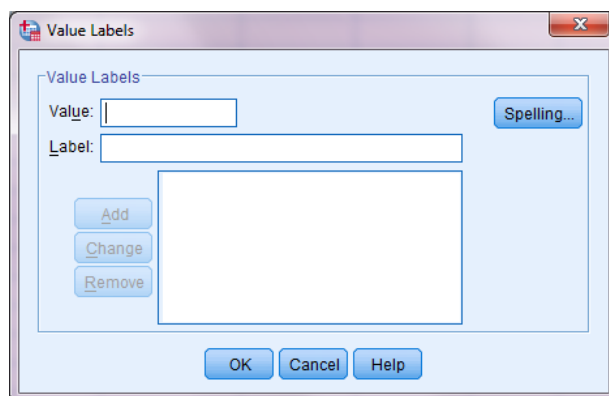 Value Labels
Value Labels
Value:
Spelling...
Label:
Add
Change
Remove
OK Cancel Help